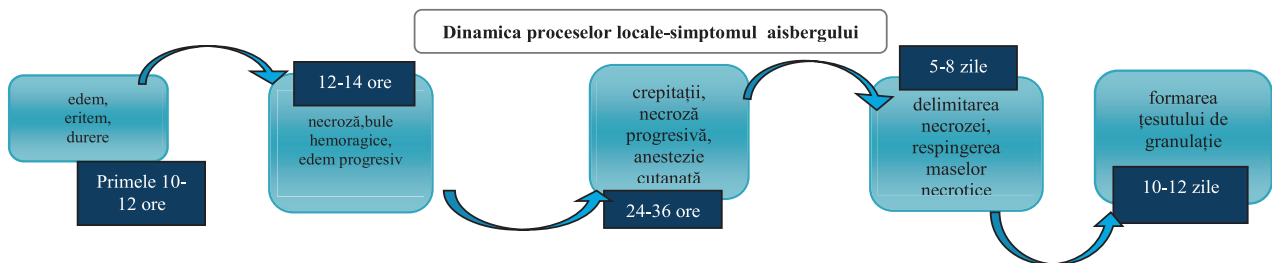 Dinamica proceselor locale-simptomul aisbergului
edem,
eritem,
durere
Primele 10-
12 ore
12-14 ore
necroză,bule
hemoragice,
edem progresiv
crepitații,
necroză
progresivă,
anestezie
cutanată
24-36 ore
5-8 zile
delimitarea
necrozei,
respingerea
maselor
necrotice
formarea
țesutului de
granulație
10-12 zile